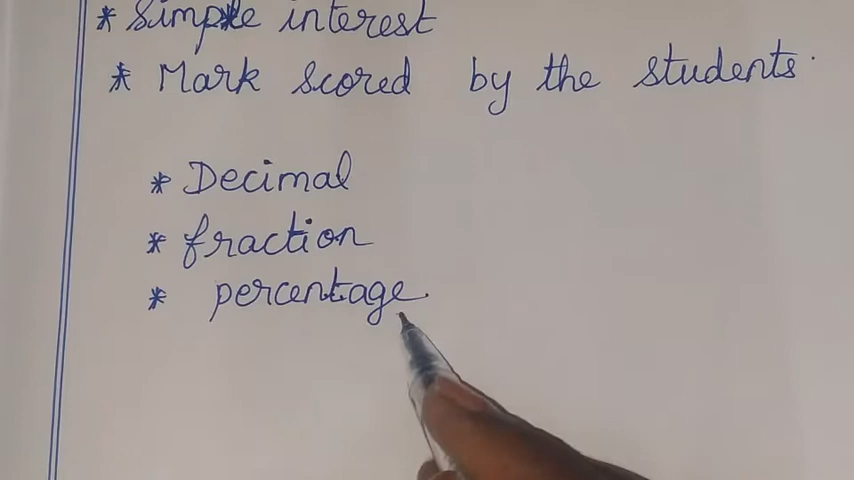 * Simple interest
* Mark scored by the students.
* Decimal
* fraction
* percentage.